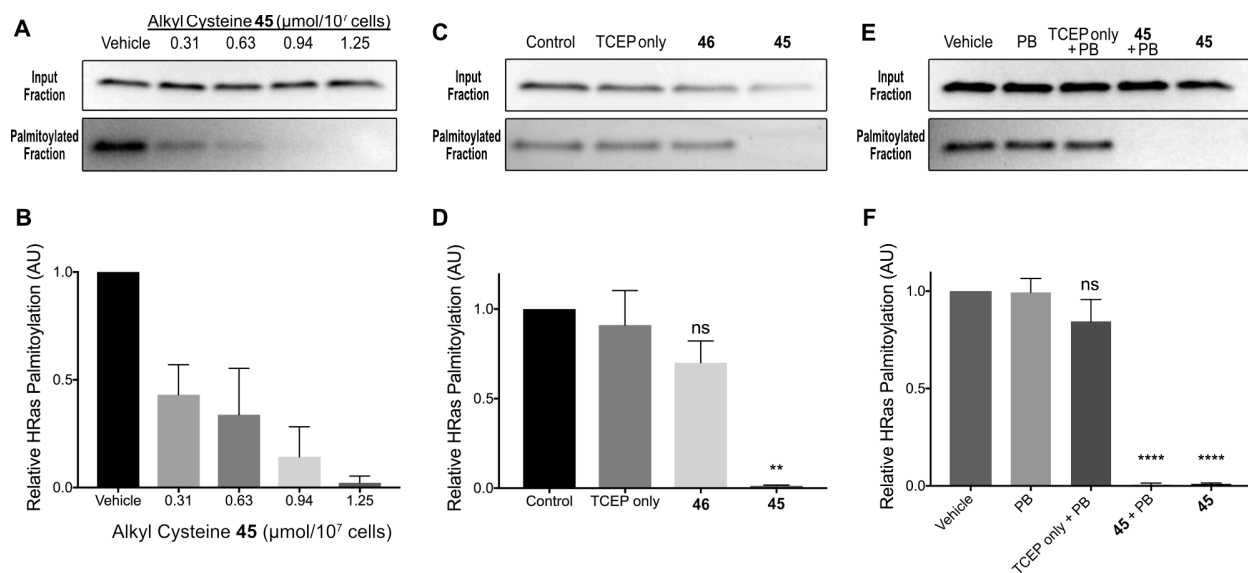 A
Alkyl Cysteine 45 (µmol/10⁷ cells)
Vehicle 0.31 0.63 0.94 1.25
Input
Fraction
Palmitoylated
Fraction
B
Relative HRas Palmitoylation (AU)
1.0
0.5
0.0
Vehicle 0.31 0.63 0.94 1.25
Alkyl Cysteine 45 (µmol/10⁷ cells)
C
Control TCEP only 46 45
Input
Fraction
Palmitoylated
Fraction
D
Relative HRas Palmitoylation (AU)
1.0
0.5
0.0
ns
**
Control TCEP only 46 45
E
Vehicle PB TCEP only + PB 45 + PB 45
Input
Fraction
Palmitoylated
Fraction
F
Relative HRas Palmitoylation (AU)
1.0
0.5
0.0
ns
**** ****
Vehicle
PB
TCEP only + PB
45 + PB
45